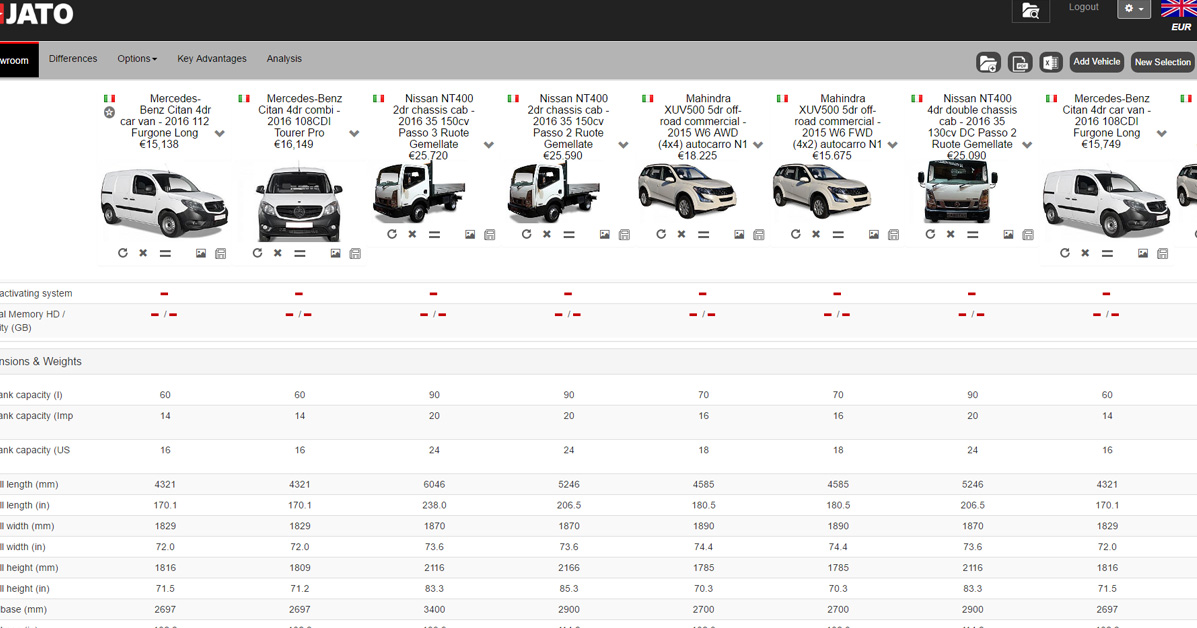 JATO
Logout
EUR
wroom
Differences
Options
Key Advantages
Analysis
Add Vehicle
New Selection
Mercedes-
Benz Citan 4dr
car van - 2016 112
Furgone Long
€15,138
Mercedes-Benz
Citan 4dr combi -
2016 108CDI
Tourer Pro
€16,149
Nissan NT400
2dr chassis cab -
2016 35 150cv
Passo 3 Ruote
Gemellate
€25.720
Nissan NT400
2dr chassis cab -
2016 35 150cv
Passo 2 Ruote
Gemellate
€25.590
Mahindra
XUV500 5dr off-
road commercial -
2015 W6 AWD
(4x4) autocarro N1
€18.225
Mahindra
XUV500 5dr off-
road commercial -
2015 W6 FWD
(4x2) autocarro N1
€15.675
Nissan NT400
4dr double chassis
cab - 2016 35
130cv DC Passo 2
Ruote Gemellate
€25.090
Mercedes-Benz
Citan 4dr car van -
2016 108CDI
Furgone Long
€15,749
activating system
al Memory HD / - / - - / - - / - - / - - / - - / - - / - - / -
ity (GB)
nsions & Weights
ank capacity (l) 60 60 90 90 70 70 90 60
ank capacity (Imp 14 14 20 20 16 16 20 14
ank capacity (US 16 16 24 24 18 18 24 16
ll length (mm) 4321 4321 6046 5246 4585 4585 5246 4321
ll length (in) 170.1 170.1 238.0 206.5 180.5 180.5 206.5 170.1
ll width (mm) 1829 1829 1870 1870 1890 1890 1870 1829
ll width (in) 72.0 72.0 73.6 73.6 74.4 74.4 73.6 72.0
ll height (mm) 1816 1809 2116 2166 1785 1785 2116 1816
ll height (in) 71.5 71.2 83.3 85.3 70.3 70.3 83.3 71.5
base (mm) 2697 2697 3400 2900 2700 2700 2900 2697